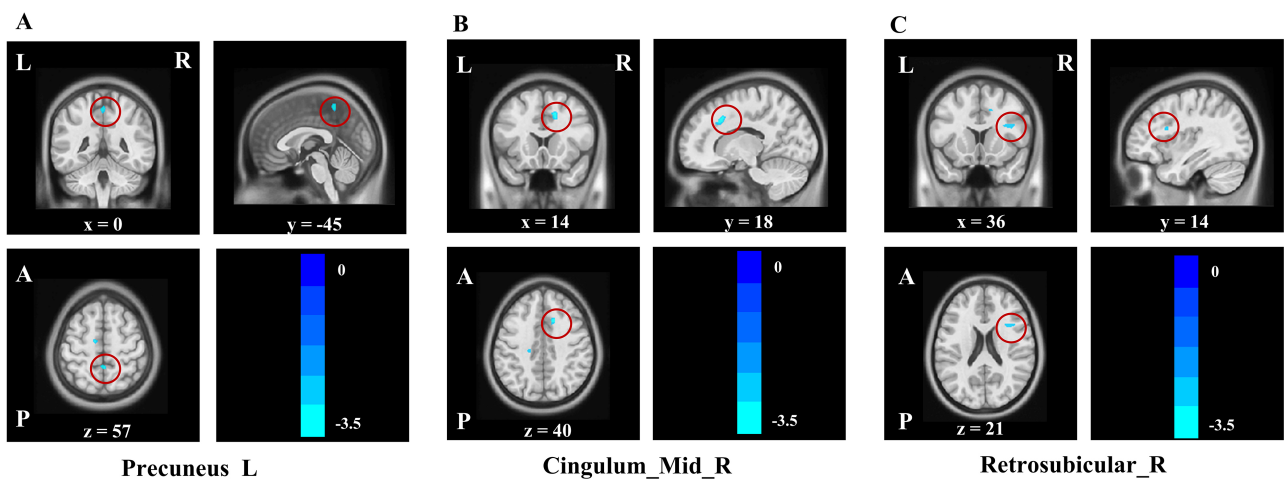 A
B
C
L
R
x = 0
y = -45
L
R
x = 14
y = 18
L
R
x = 36
y = 14
A
P
z = 57
0
-3.5
A
P
z = 40
0
-3.5
A
P
z = 21
0
-3.5
Precuneus_L
Cingulum_Mid_R
Retrosubicular_R